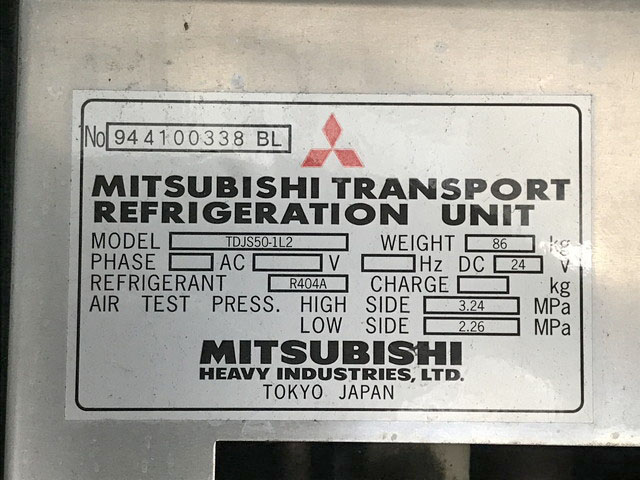 No 944100338 BL
MITSUBISHI TRANSPORT
REFRIGERATION UNIT
MODEL TDJS50-1L2 WEIGHT 86 kg
PHASE AC V Hz DC 24 V
REFRIGERANT R404A CHARGE kg
AIR TEST PRESS. HIGH SIDE 3.24 MPa
LOW SIDE 2.26 MPa
MITSUBISHI
HEAVY INDUSTRIES, LTD.
TOKYO JAPAN